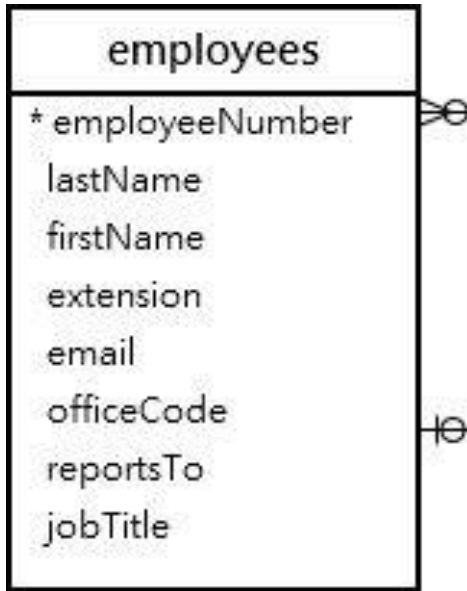 employees
* employeeNumber
lastName
firstName
extension
email
officeCode
reportsTo
jobTitle